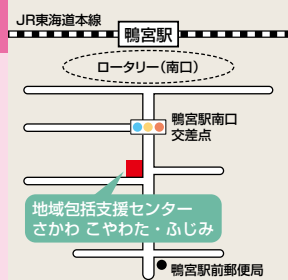 JR東海道本線
鴨宮駅
ロータリー(南口)
鴨宮駅南口
交差点
地域包括支援センター
さかわ こやわた・ふじみ
鴨宮駅前郵便局